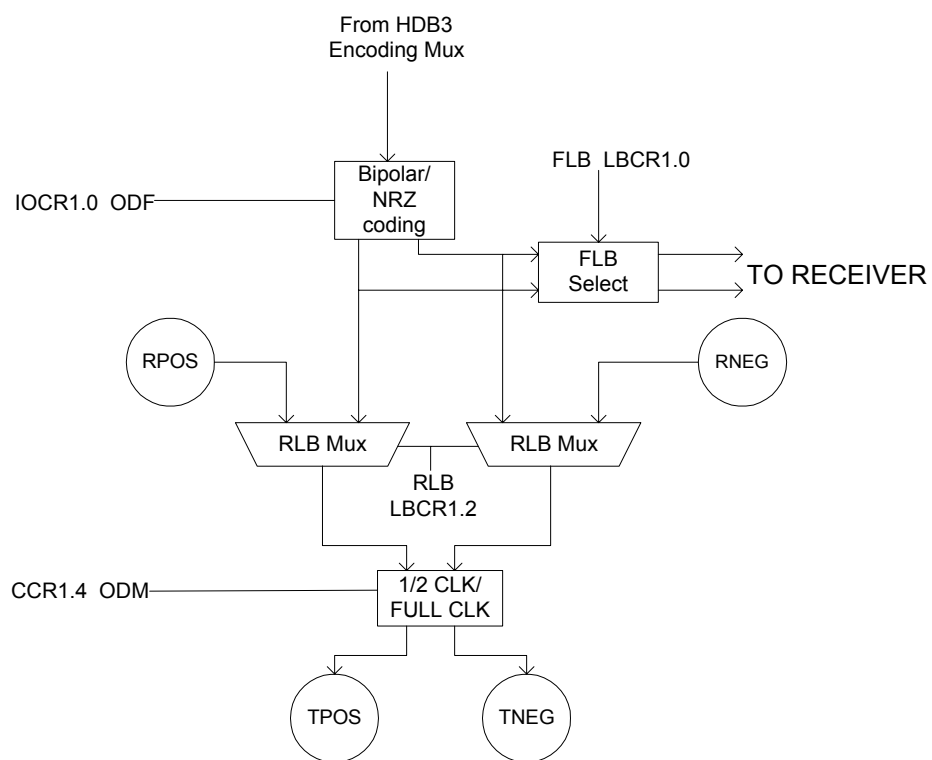 From HDB3
Encoding Mux
FLB LBCR1.0
Bipolar/
NRZ
coding
IOCR1.0 ODF
FLB
Select
TO RECEIVER
RPOS
RNEG
RLB Mux
RLB Mux
RLB
LBCR1.2
CCR1.4 ODM
1/2 CLK/
FULL CLK
TPOS
TNEG